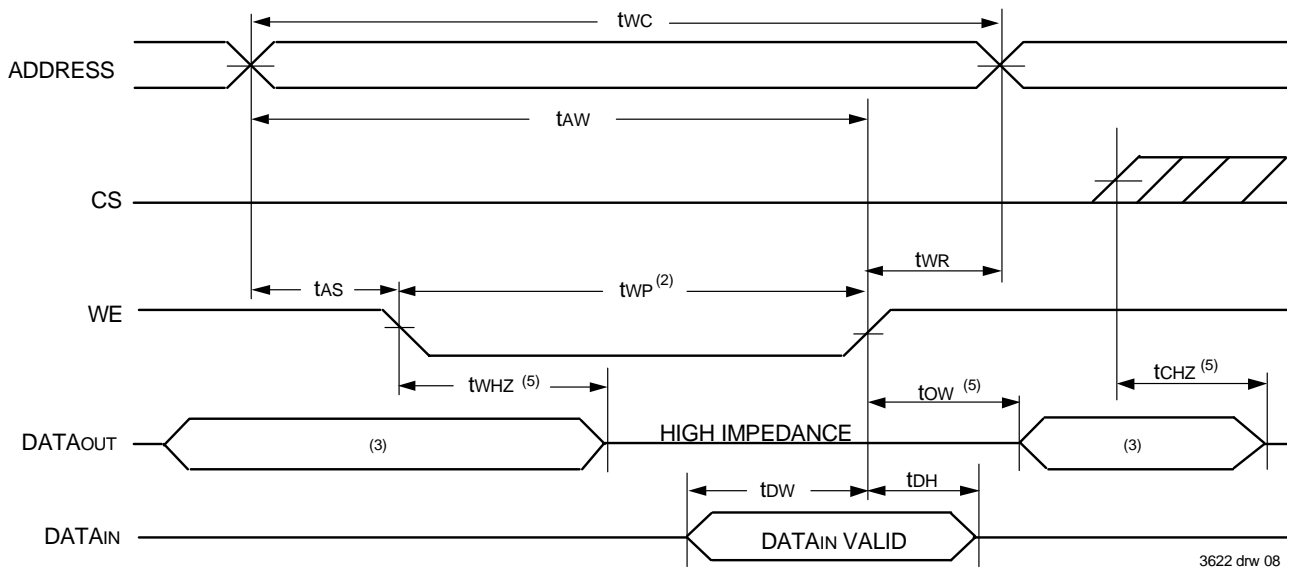 tWC
ADDRESS
tAW
CS
tWR
tAS
tWP (2)
WE
tWHZ (5)
tOW (5)
tCHZ (5)
DATAOUT
(3)
HIGH IMPEDANCE
(3)
tDW
tDH
DATAIN
DATAIN VALID
3622 drw 08